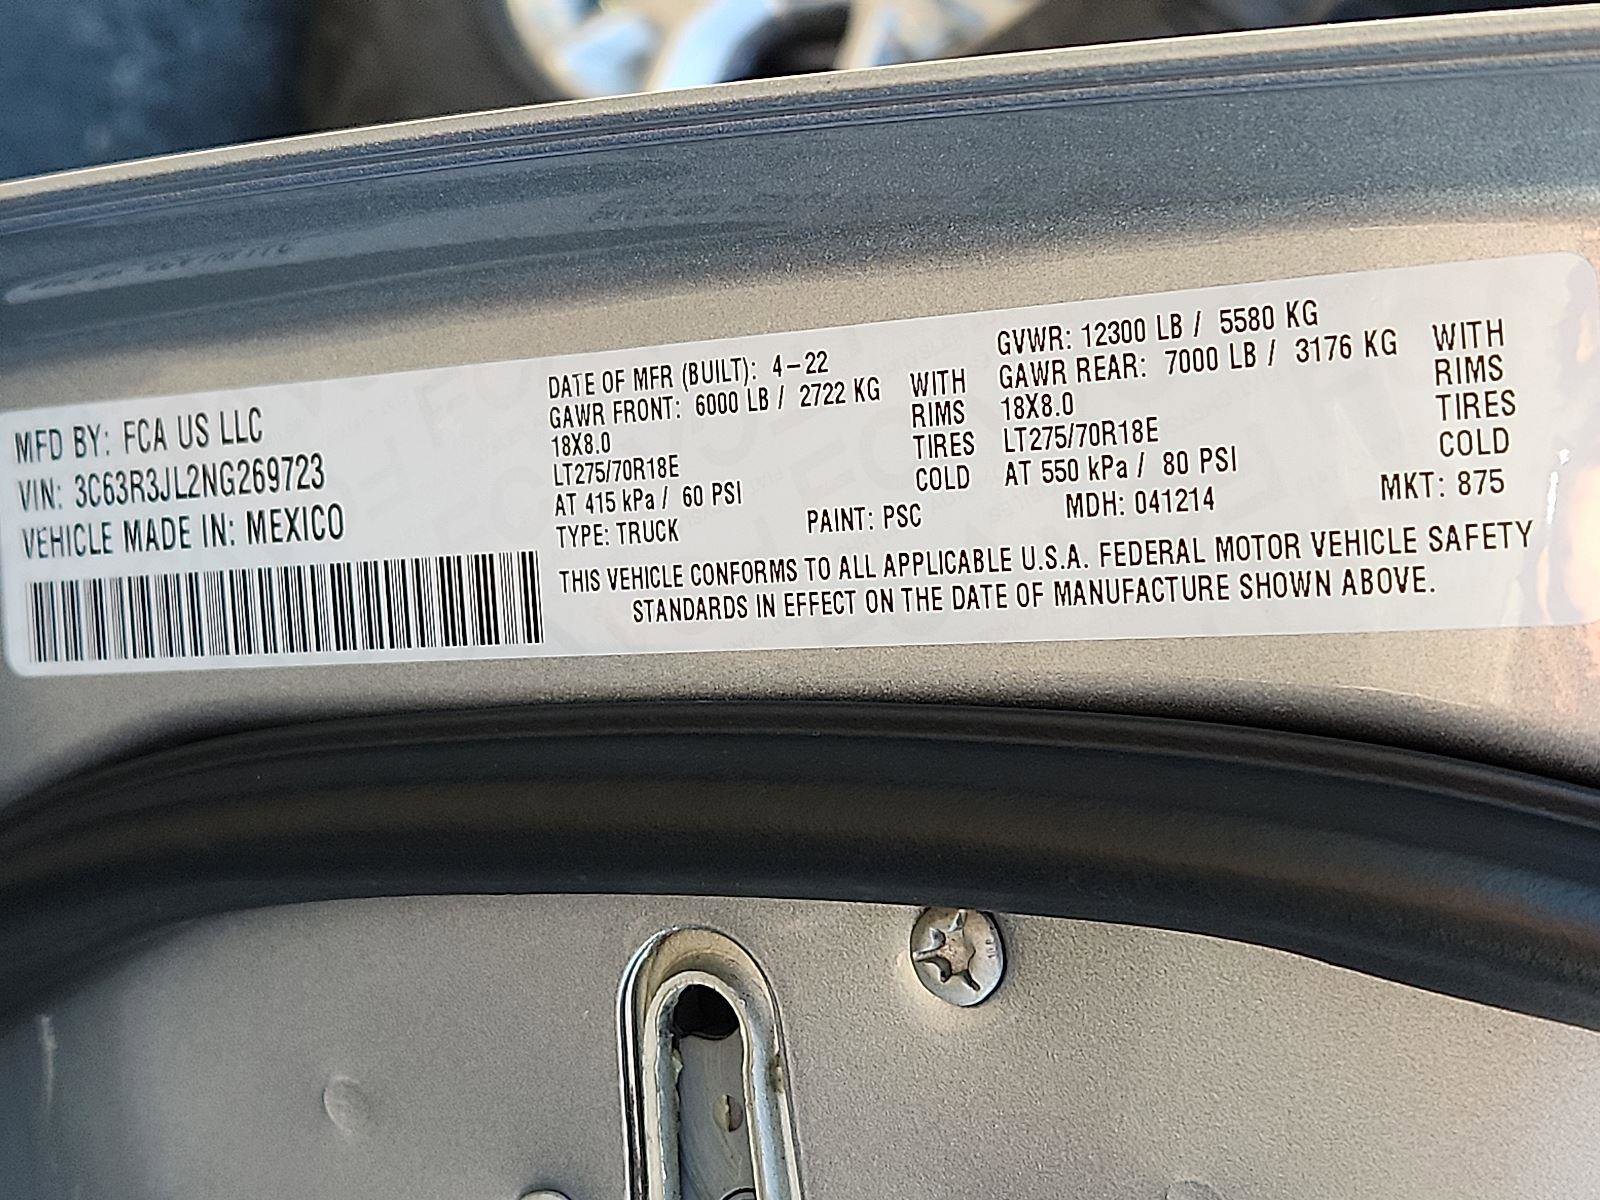 MFD BY: FCA US LLC
VIN: 3C63R3JL2NG269723
VEHICLE MADE IN: MEXICO
DATE OF MFR (BUILT): 4-22
GAWR FRONT: 6000 LB / 2722 KG WITH
18X8.0 RIMS
LT275/70R18E TIRES
AT 415 kPa / 60 PSI COLD
GVWR: 12300 LB / 5580 KG
GAWR REAR: 7000 LB / 3176 KG WITH
18X8.0 RIMS
LT275/70R18E TIRES
AT 550 kPa / 80 PSI COLD
TYPE: TRUCK PAINT: PSC MDH: 041214 MKT: 875
THIS VEHICLE CONFORMS TO ALL APPLICABLE U.S.A. FEDERAL MOTOR VEHICLE SAFETY
STANDARDS IN EFFECT ON THE DATE OF MANUFACTURE SHOWN ABOVE.